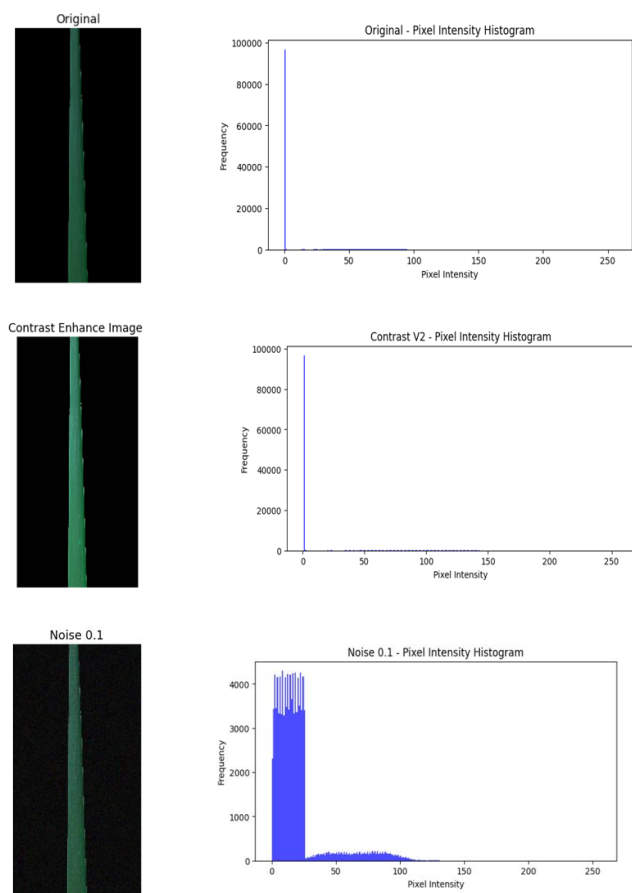 Original
Original - Pixel Intensity Histogram
100000
80000
60000
40000
20000
0
Frequency
0 50 100 150 200 250
Pixel Intensity
Contrast Enhance Image
Contrast V2 - Pixel Intensity Histogram
100000
80000
60000
40000
20000
0
Frequency
0 50 100 150 200 250
Pixel Intensity
Noise 0.1
Noise 0.1 - Pixel Intensity Histogram
4000
3000
2000
1000
0
Frequency
0 50 100 150 200 250
Pixel Intensity